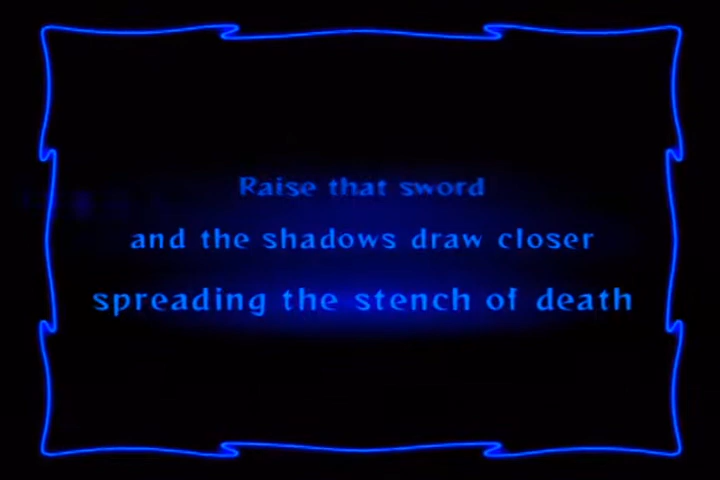 Raise that sword
and the shadows draw closer
spreading the stench of death